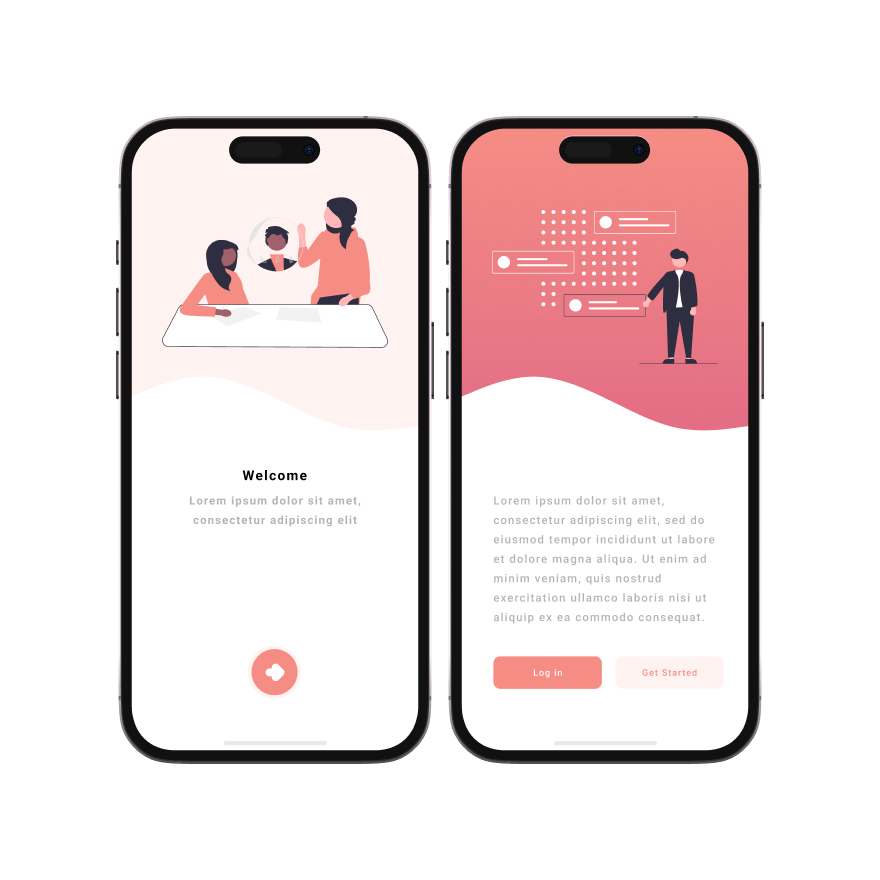 Welcome
Lorem ipsum dolor sit amet,
consectetur adipiscing elit
Lorem ipsum dolor sit amet,
consectetur adipiscing elit, sed do
eiusmod tempor incididunt ut labore
et dolore magna aliqua. Ut enim ad
minim veniam, quis nostrud
exercitation ullamco laboris nisi ut
aliquip ex ea commodo consequat.
Log in
Get Started